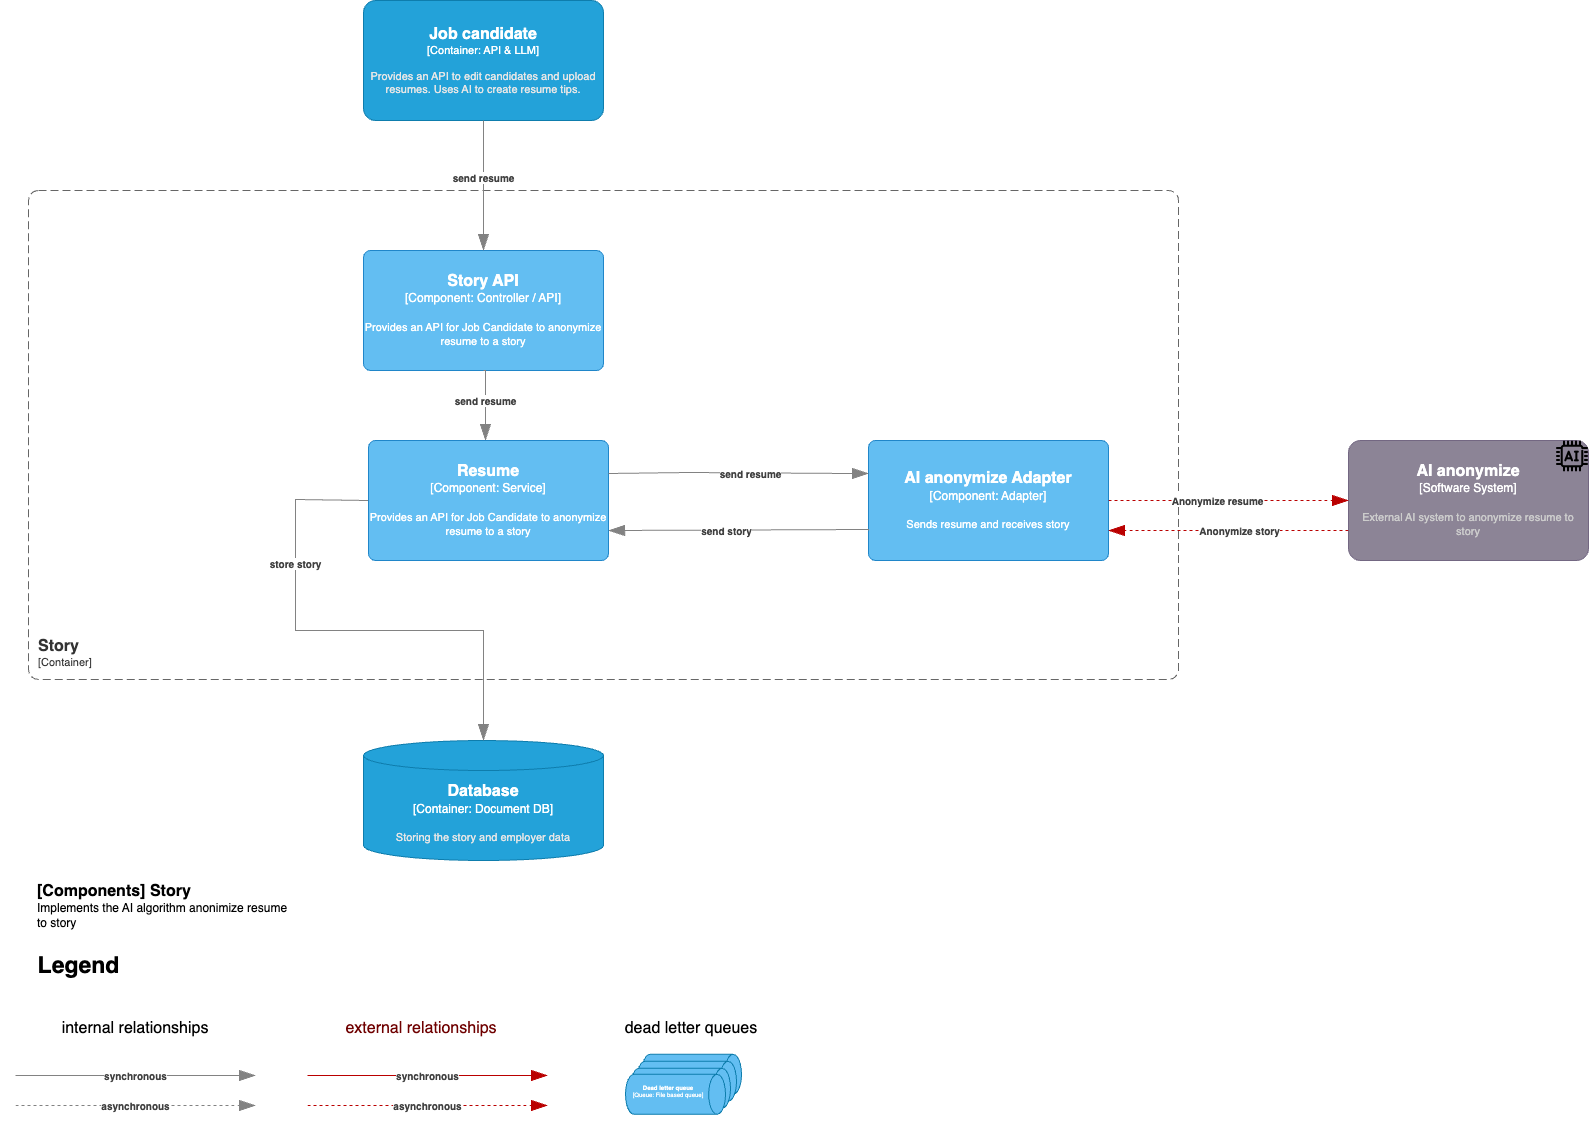 Job candidate
[Container: API & LLM]
Provides an API to edit candidates and upload
resumes. Uses AI to create resume tips.
send resume
Story API
[Component: Controller / API]
Provides an API for Job Candidate to anonymize
resume to a story
send resume
Resume
[Component: Service]
Provides an API for Job Candidate to anonymize
resume to a story
send resume
send story
AI anonymize Adapter
[Component: Adapter]
Sends resume and receives story
Anonymize resume
Anonymize story
AI
AI anonymize
[Software System]
External AI system to anonymize resume to
story
store story
Story
[Container]
Database
[Container: Document DB]
Storing the story and employer data
[Components] Story
Implements the AI algorithm anonimize resume
to story
Legend
internal relationships
external relationships
dead letter queues
synchronous
synchronous
asynchronous
asynchronous
Dead letter queue
[Queue: File based queue]